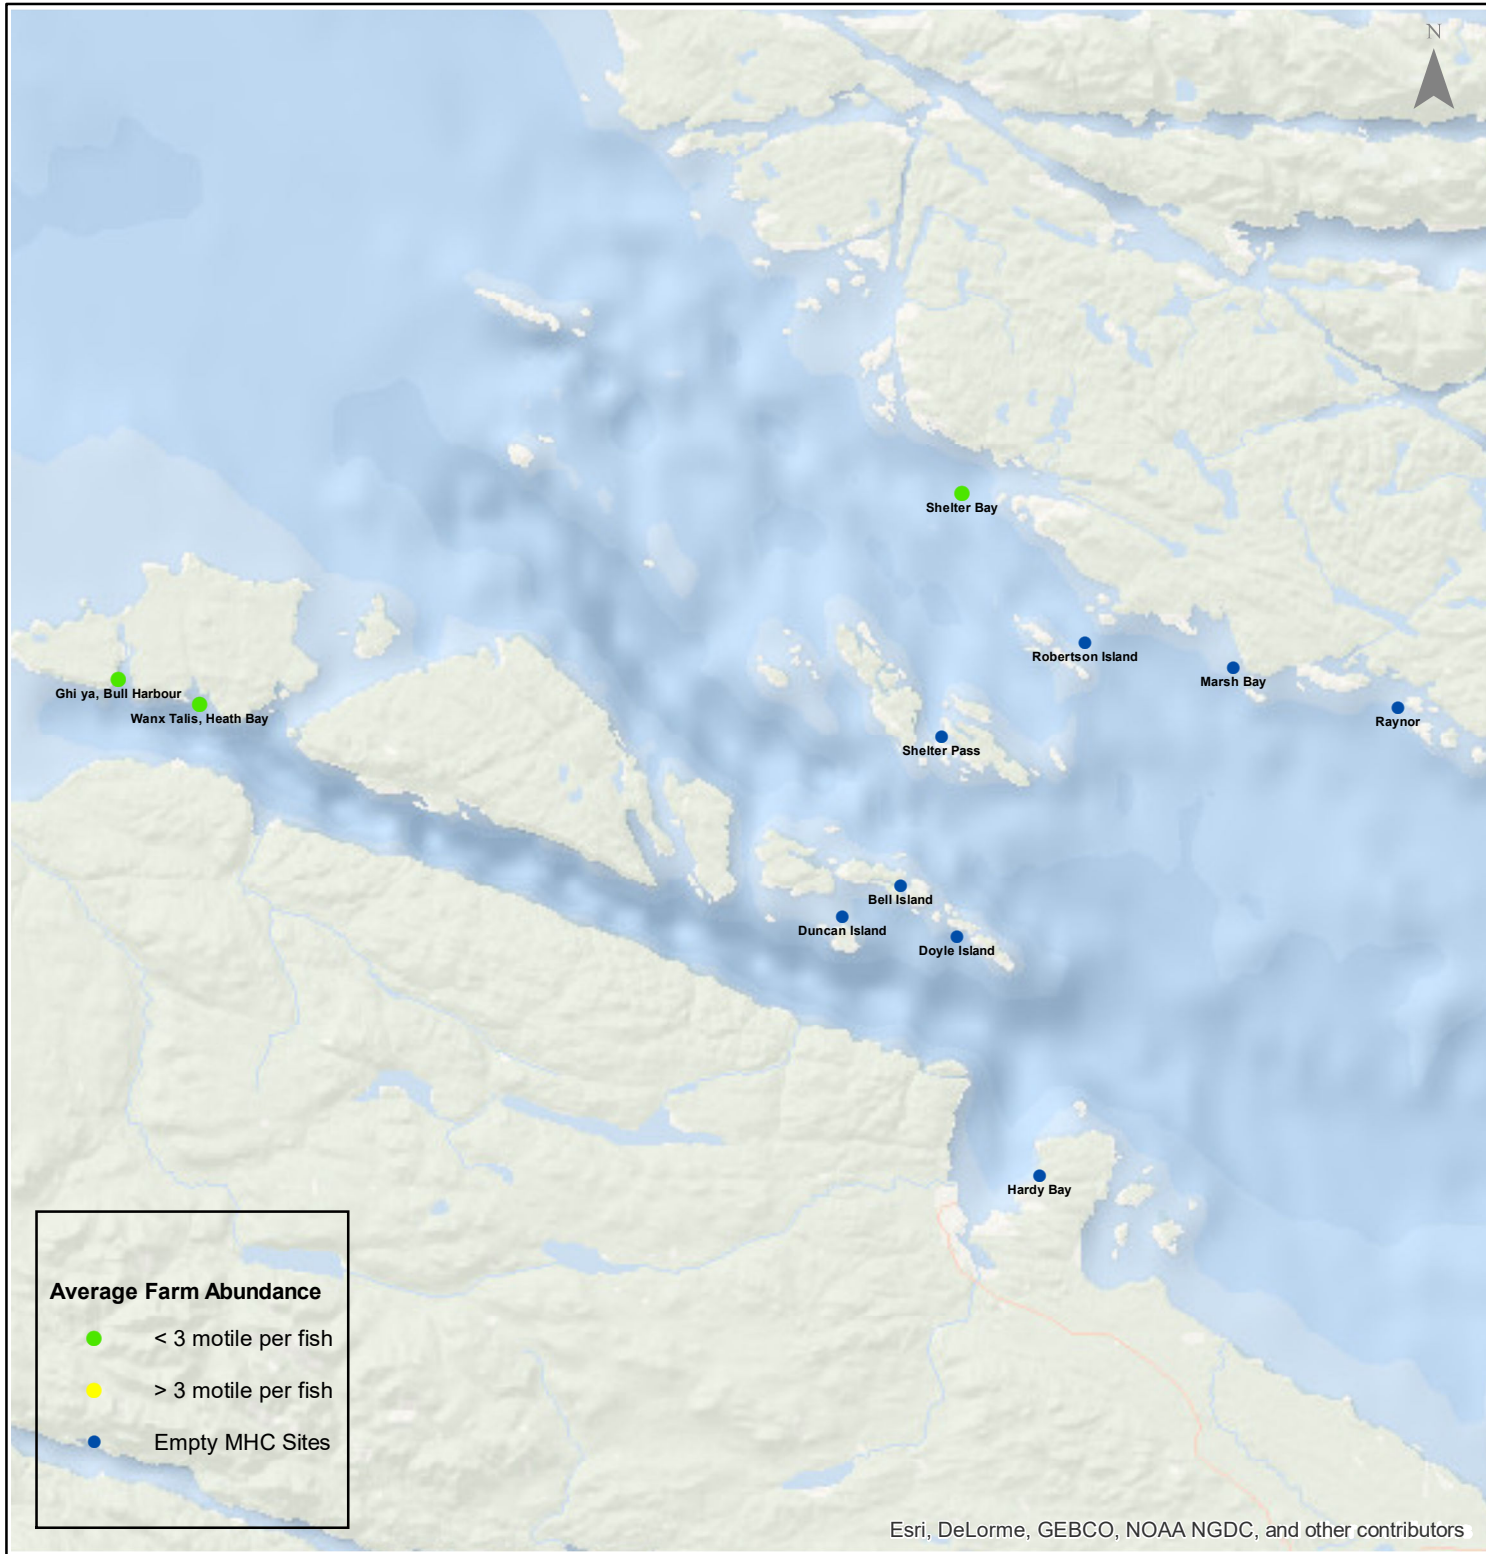 N
Shelter Bay
Robertson Island
Marsh Bay
Ghi ya, Bull Harbour
Wanx Talis, Heath Bay
Raynor
Shelter Pass
Bell Island
Duncan Island
Doyle Island
Hardy Bay
Average Farm Abundance
< 3 motile per fish
> 3 motile per fish
Empty MHC Sites
Esri, DeLorme, GEBCO, NOAA NGDC, and other contributors